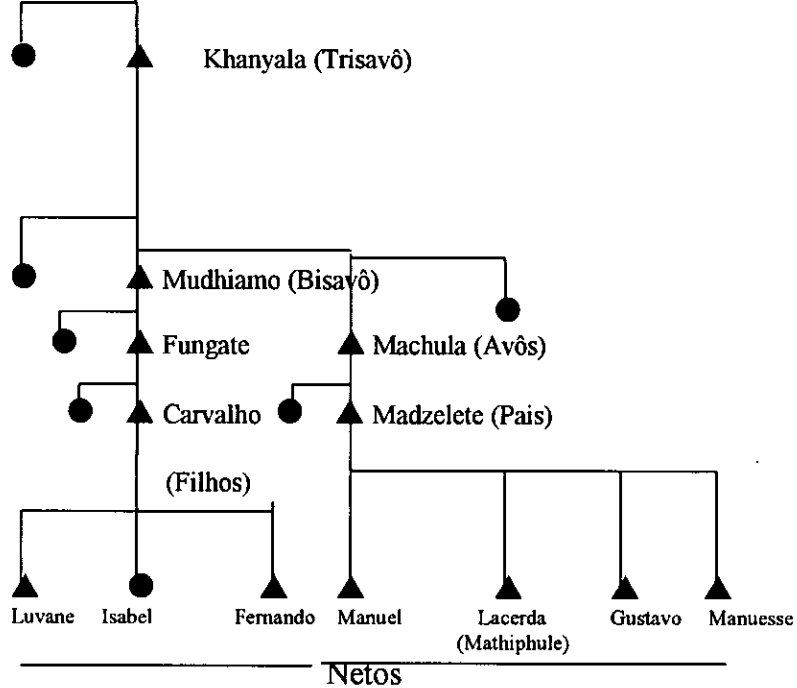 Khanyala (Trisavô)
Mudhiamo (Bisavô)
Fungate
Machula (Avôs)
Carvalho
Madzelete (Pais)
(Filhos)
Luvane
Isabel
Fernando
Manuel
Lacerda
(Mathiphule)
Gustavo
Manuesse
Netos